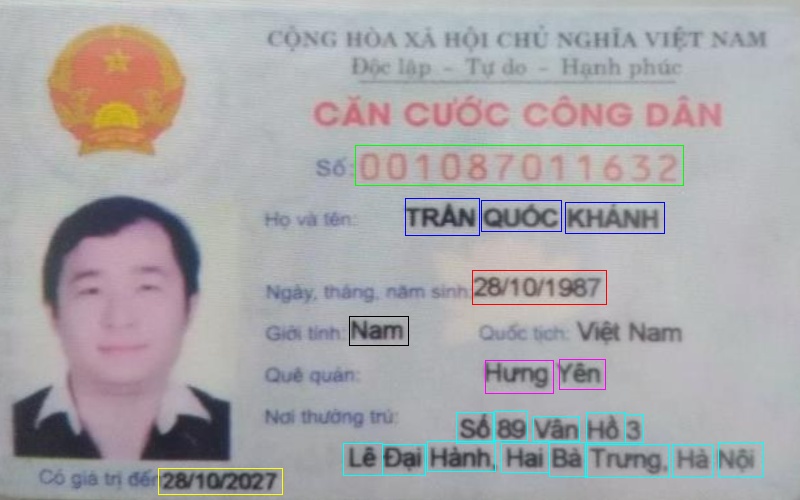 CỘNG HÒA XÃ HỘI CHỦ NGHĨA VIỆT NAM
Độc lập - Tự do - Hạnh phúc
CĂN CƯỚC CÔNG DÂN
Số: 001087011632
Họ và tên: TRẦN QUỐC KHÁNH
Ngày, tháng, năm sinh: 28/10/1987
Giới tính: Nam Quốc tịch: Việt Nam
Quê quán: Hưng Yên
Nơi thường trú: Số 89 Vân Hồ 3
Lê Đại Hành, Hai Bà Trưng, Hà Nội
Có giá trị đến 28/10/2027